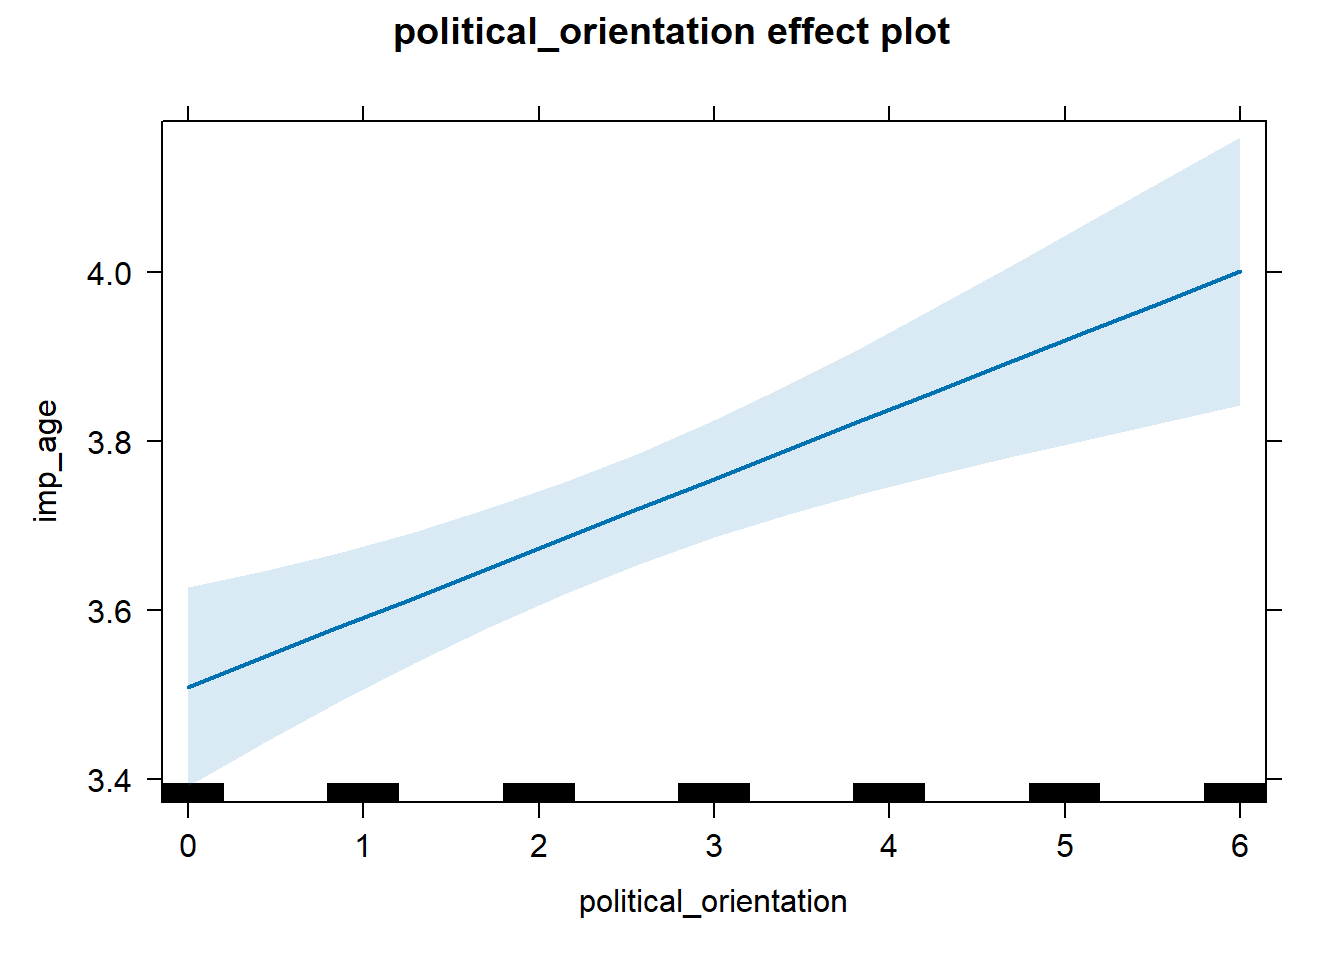 political_orientation effect plot
imp_age
4.0
3.8
3.6
3.4
0 1 2 3 4 5 6
political_orientation